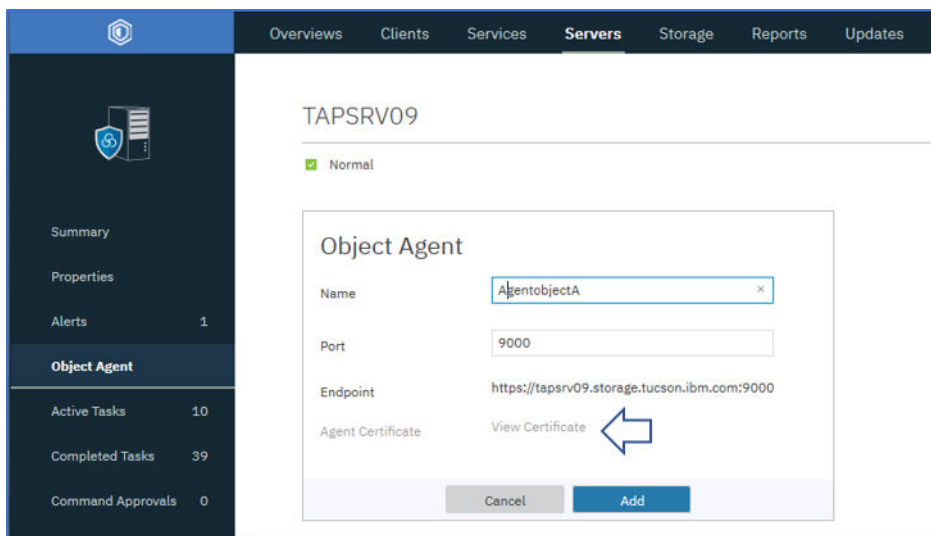 Overviews Clients Services Servers Storage Reports Updates
TAPSRV09
Normal
Summary
Properties
Alerts 1
Object Agent
Active Tasks 10
Completed Tasks 39
Command Approvals 0
Object Agent
Name AgentobjectA ×
Port 9000
Endpoint https://tapsrv09.storage.tucson.ibm.com:9000
Agent Certificate View Certificate
Cancel Add